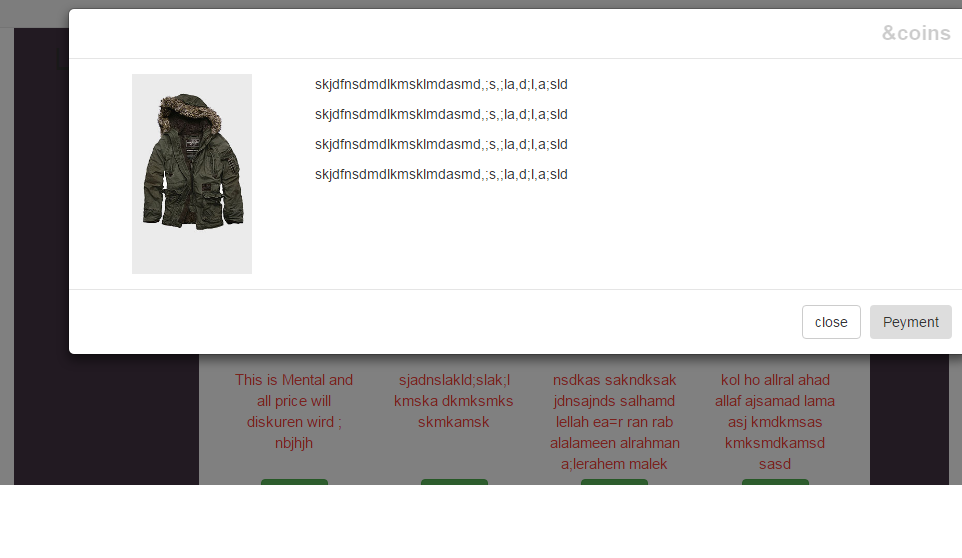 &coins
skjdfnsdmdlkmsklmdasmd,;s,;la,d;l,a;sld
skjdfnsdmdlkmsklmdasmd,;s,;la,d;l,a;sld
skjdfnsdmdlkmsklmdasmd,;s,;la,d;l,a;sld
skjdfnsdmdlkmsklmdasmd,;s,;la,d;l,a;sld
close
Peyment
This is Mental and
all price will
diskuren wird ;
nbjhjh
sjadnslakld;slak;l
kmska dkmksmks
skmkamsk
nsdkas sakndksak
jdnsajnds salhamd
lellah ea=r ran rab
alalameen alrahman
a;lerahem malek
kol ho allral ahad
allaf ajsamad lama
asj kmdkmsas
kmksmdkamsd
sasd